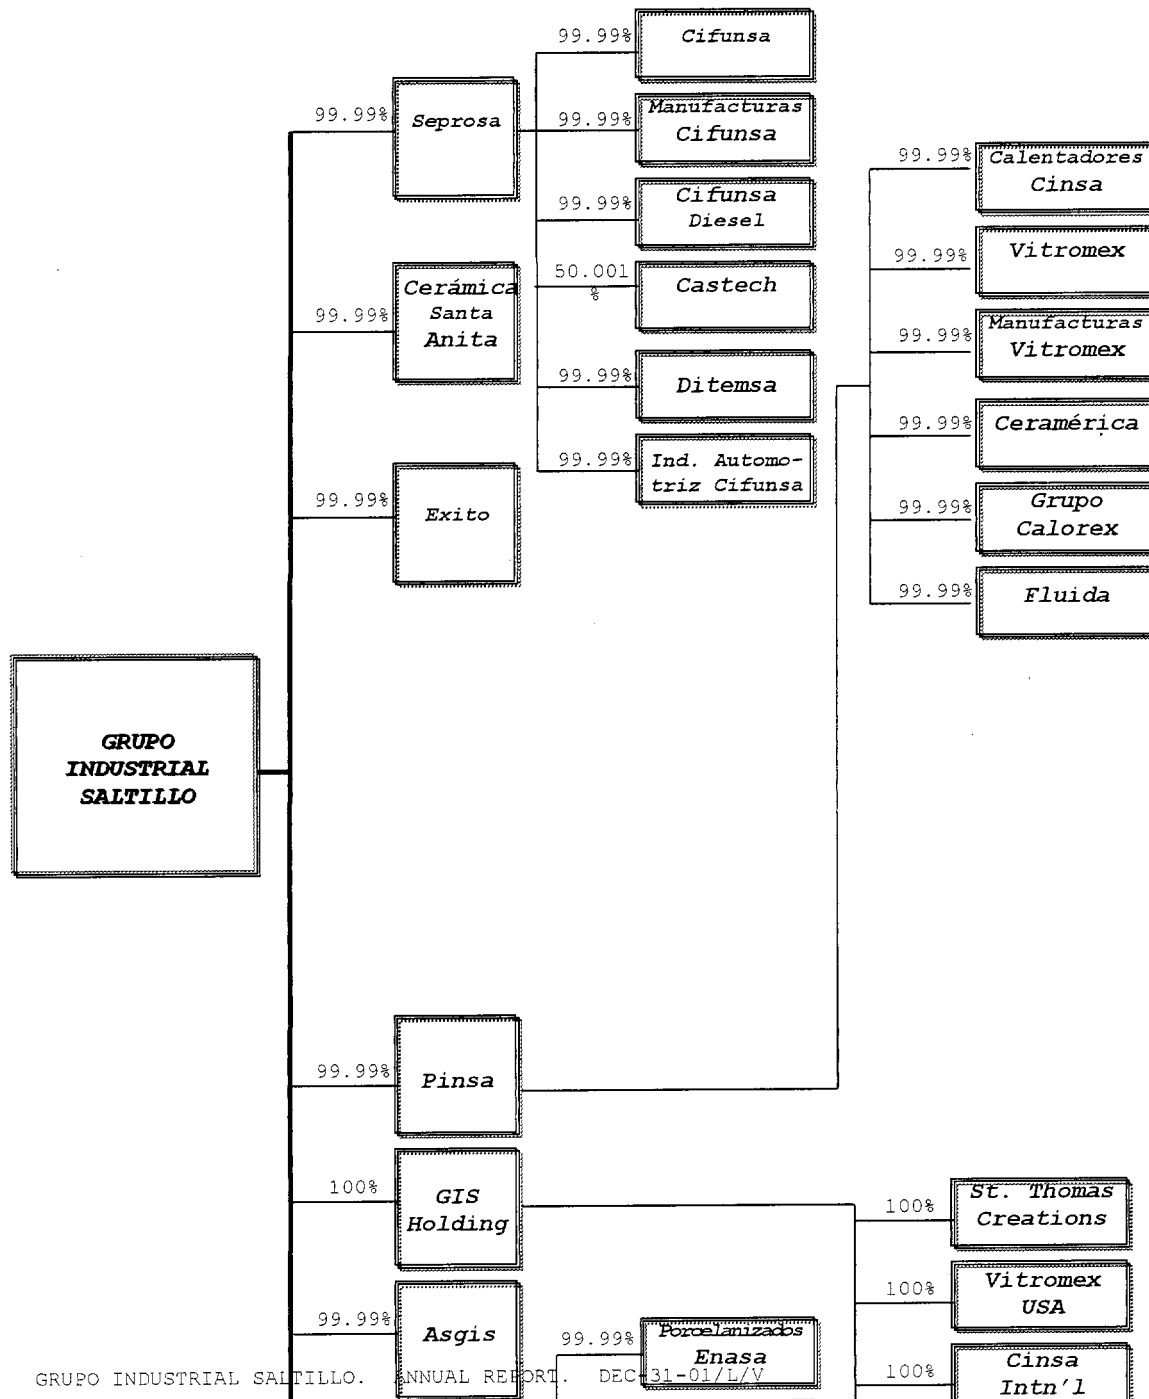 99.99%
Cifunsa
99.99%
Seprosa
99.99%
Manufacturas
Cifunsa
99.99%
Calentadores
Cinsa
99.99%
Cifunsa
Diesel
99.99%
Vitromex
50.001
%
Castech
99.99%
Cerámica
Santa
Anita
99.99%
Manufacturas
Vitromex
99.99%
Ditemsa
99.99%
Ceramérica
99.99%
Ind. Automo-
triz Cifunsa
99.99%
Exito
99.99%
Grupo
Calorex
99.99%
Fluida
GRUPO
INDUSTRIAL
SALTILLO
99.99%
Pinsa
100%
GIS
Holding
100%
St. Thomas
Creations
100%
Vitromex
USA
99.99%
Asgis
99.99%
Porcelanizados
Enasa
100%
Cinsa
Intn'l
GRUPO INDUSTRIAL SALTILLO. ANNUAL REPORT. DEC-31-01/L/V